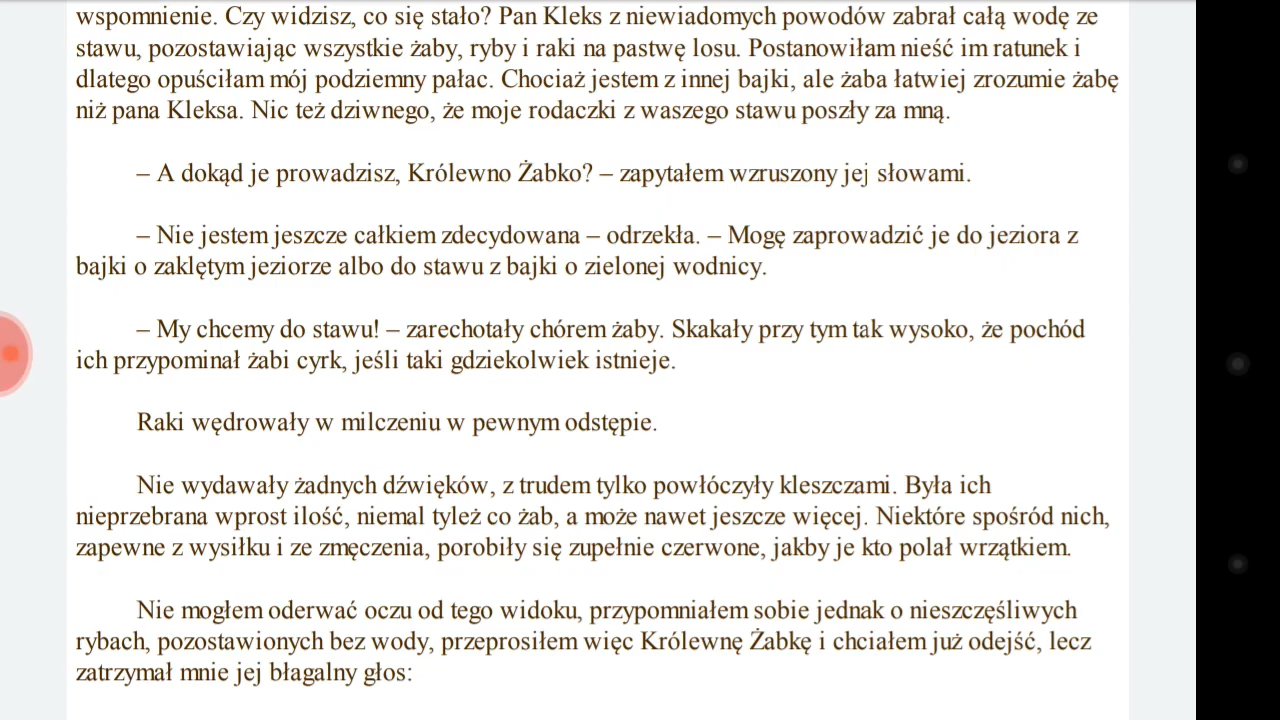 wspomnienie. Czy widzisz, co się stało? Pan Kleks z niewiadomych powodów zabrał całą wodę ze
stawu, pozostawiając wszystkie żaby, ryby i raki na pastwę losu. Postanowiłam nieść im ratunek i
dlatego opuściłam mój podziemny pałac. Chociaż jestem z innej bajki, ale żaba łatwiej zrozumie żabę
niż pana Kleksa. Nic też dziwnego, że moje rodaczki z waszego stawu poszły za mną.
– A dokąd je prowadzisz, Królewno Żabko? – zapytałem wzruszony jej słowami.
– Nie jestem jeszcze całkiem zdecydowana – odrzekła. – Mogę zaprowadzić je do jeziora z
bajki o zaklętym jeziorze albo do stawu z bajki o zielonej wodnicy.
– My chcemy do stawu! – zarechotały chórem żaby. Skakały przy tym tak wysoko, że pochód
ich przypominał żabi cyrk, jeśli taki gdziekolwiek istnieje.
Raki wędrowały w milczeniu w pewnym odstępie.
Nie wydawały żadnych dźwięków, z trudem tylko powłóczyły kleszczami. Była ich
nieprzebrana wprost ilość, niemal tyleż co żab, a może nawet jeszcze więcej. Niektóre spośród nich,
zapewne z wysiłku i ze zmęczenia, porobiły się zupełnie czerwone, jakby je kto polał wrzątkiem.
Nie mogłem oderwać oczu od tego widoku, przypomniałem sobie jednak o nieszczęśliwych
rybach, pozostawionych bez wody, przeprosiłem więc Królewnę Żabkę i chciałem już odejść, lecz
zatrzymał mnie jej błagalny głos: